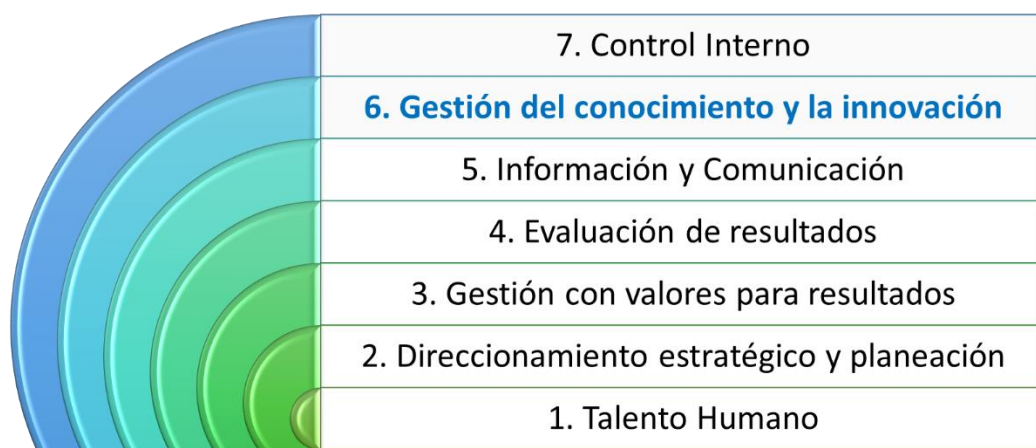 7. Control Interno
6. Gestión del conocimiento y la innovación
5. Información y Comunicación
4. Evaluación de resultados
3. Gestión con valores para resultados
2. Direccionamiento estratégico y planeación
1. Talento Humano